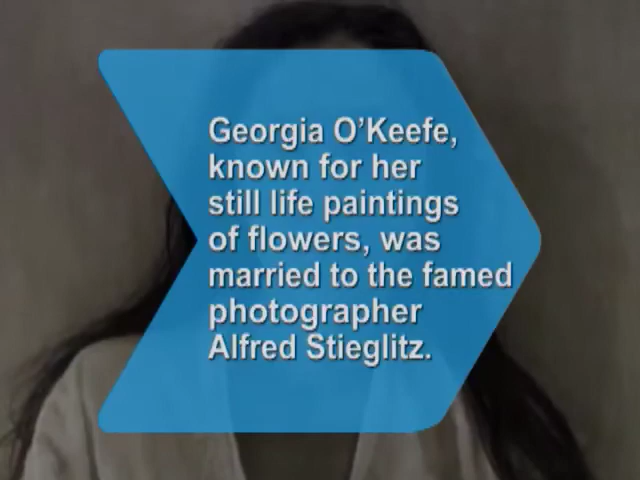 Georgia O'Keefe,
known for her
still life paintings
of flowers, was
married to the famed
photographer
Alfred Stieglitz.